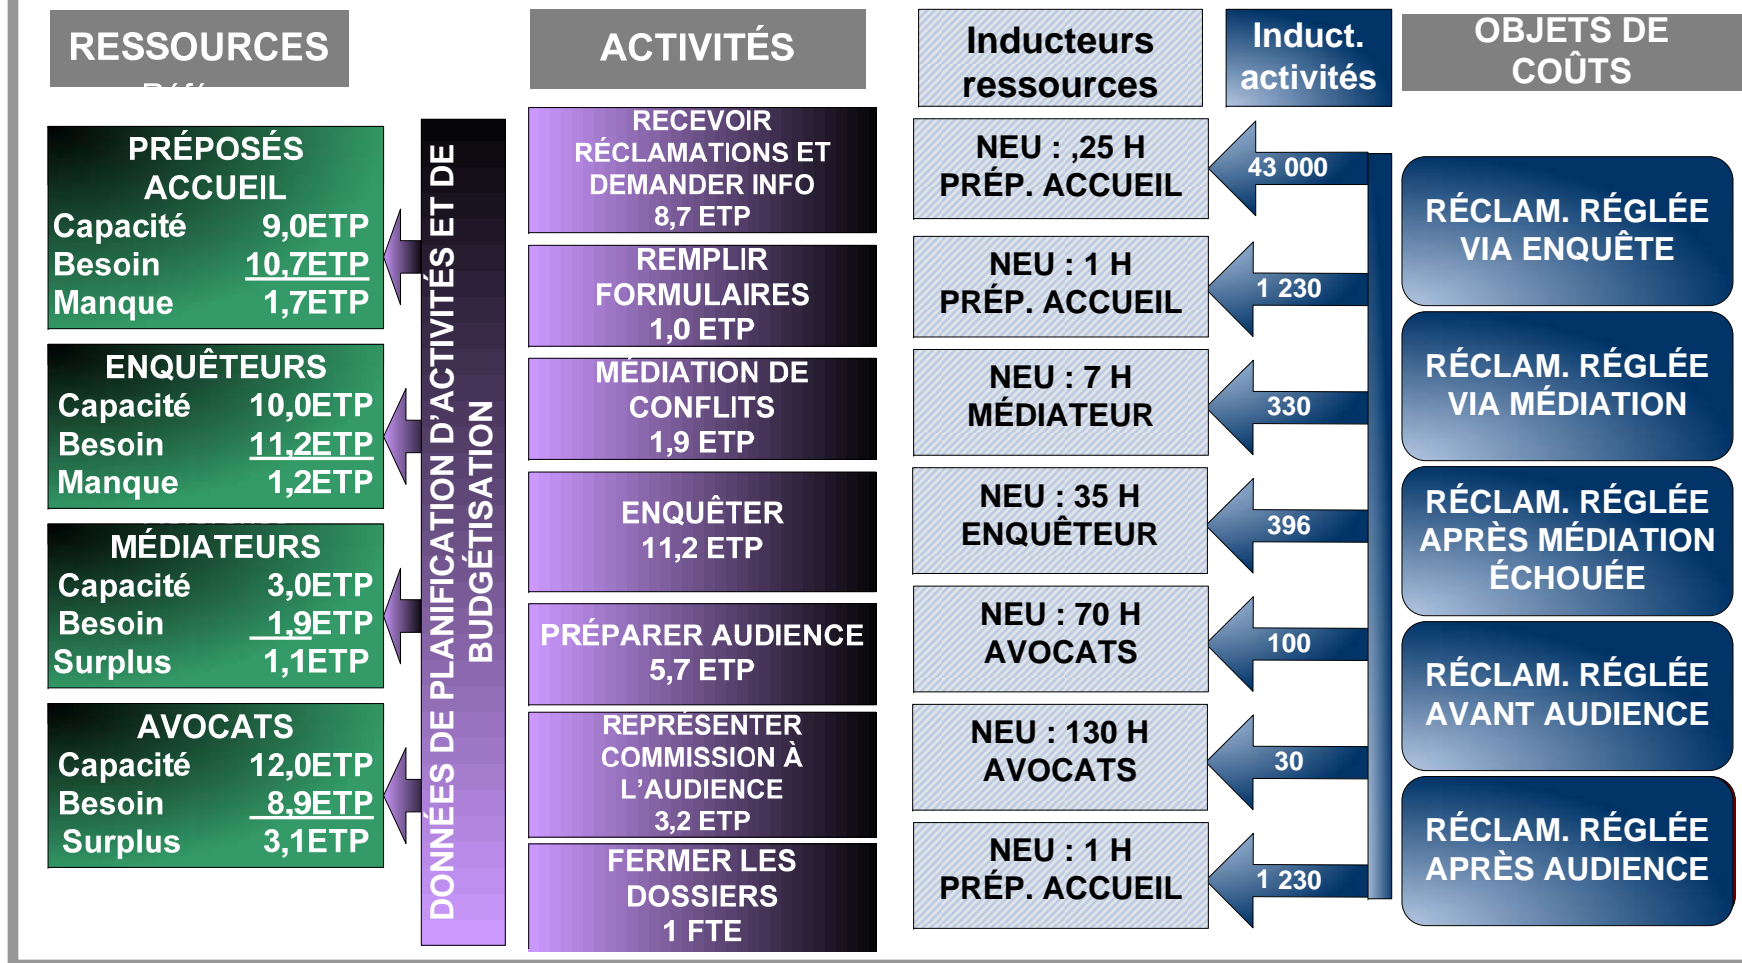 RESSOURCES
PRÉPOSÉS
ACCUEIL
Capacité 9,0ETP
Besoin 10,7ETP
Manque 1,7ETP
ENQUÊTEURS
Capacité 10,0ETP
Besoin 11,2ETP
Manque 1,2ETP
MÉDIATEURS
Capacité 3,0ETP
Besoin 1,9ETP
Surplus 1,1ETP
AVOCATS
Capacité 12,0ETP
Besoin 8,9ETP
Surplus 3,1ETP
DONNÉES DE PLANIFICATION D'ACTIVITÉS ET DE
BUDGÉTISATION
ACTIVITÉS
RECEVOIR
RÉCLAMATIONS ET
DEMANDER INFO
8,7 ETP
REMPLIR
FORMULAIRES
1,0 ETP
MÉDIATION DE
CONFLITS
1,9 ETP
ENQUÊTER
11,2 ETP
PRÉPARER AUDIENCE
5,7 ETP
REPRÉSENTER
COMMISSION À
L'AUDIENCE
3,2 ETP
FERMER LES
DOSSIERS
1 FTE
Inducteurs
ressources
NEU : ,25 H
PRÉP. ACCUEIL
NEU : 1 H
PRÉP. ACCUEIL
NEU : 7 H
MÉDIATEUR
NEU : 35 H
ENQUÊTEUR
NEU : 70 H
AVOCATS
NEU : 130 H
AVOCATS
NEU : 1 H
PRÉP. ACCUEIL
Induct.
activités
43 000
1 230
330
396
100
30
1 230
OBJETS DE
COÛTS
RÉCLAM. RÉGLÉE
VIA ENQUÊTE
RÉCLAM. RÉGLÉE
VIA MÉDIATION
RÉCLAM. RÉGLÉE
APRÈS MÉDIATION
ÉCHOUÉE
RÉCLAM. RÉGLÉE
AVANT AUDIENCE
RÉCLAM. RÉGLÉE
APRÈS AUDIENCE